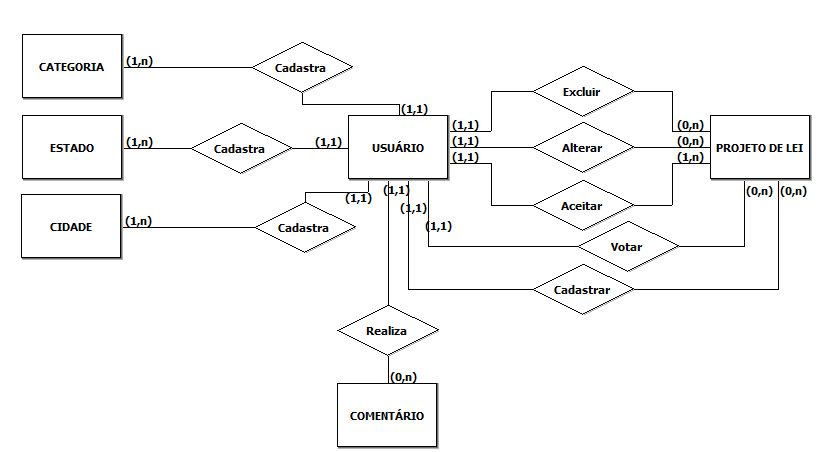 CATEGORIA
(1,n)
Cadastra
(1,1)
ESTADO
(1,n)
Cadastra
(1,1)
USUÁRIO
CIDADE
(1,n)
Cadastra
(1,1)
(1,1)
Excluir
(0,n)
(1,1)
Alterar
(0,n)
PROJETO DE LEI
(1,1)
Aceitar
(1,n)
(1,1)
Votar
(0,n)
(1,1)
Cadastrar
(0,n)
(1,1)
Realiza
(0,n)
COMENTÁRIO